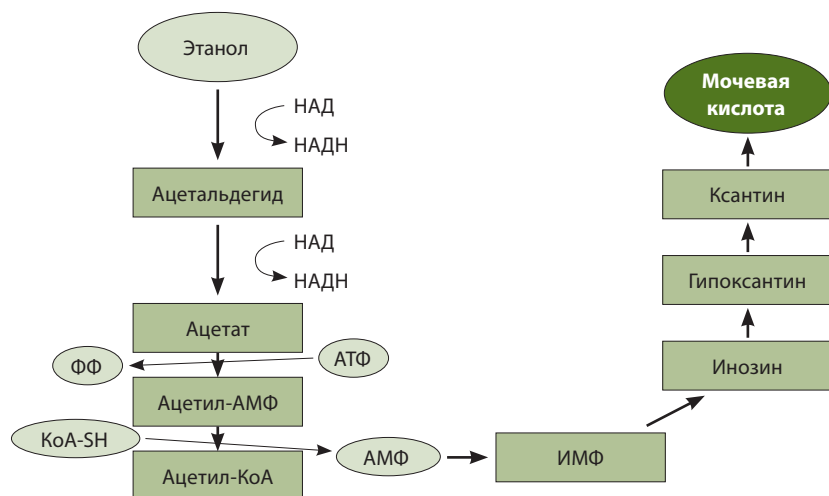 Этанол
НАД
НАДН
Ацетальдегид
НАД
НАДН
Ацетат
ФФ
АТФ
Ацетил-АМФ
КоА-SH
Ацетил-КоА
АМФ
ИМФ
Инозин
Гипоксантин
Ксантин
Мочевая
кислота